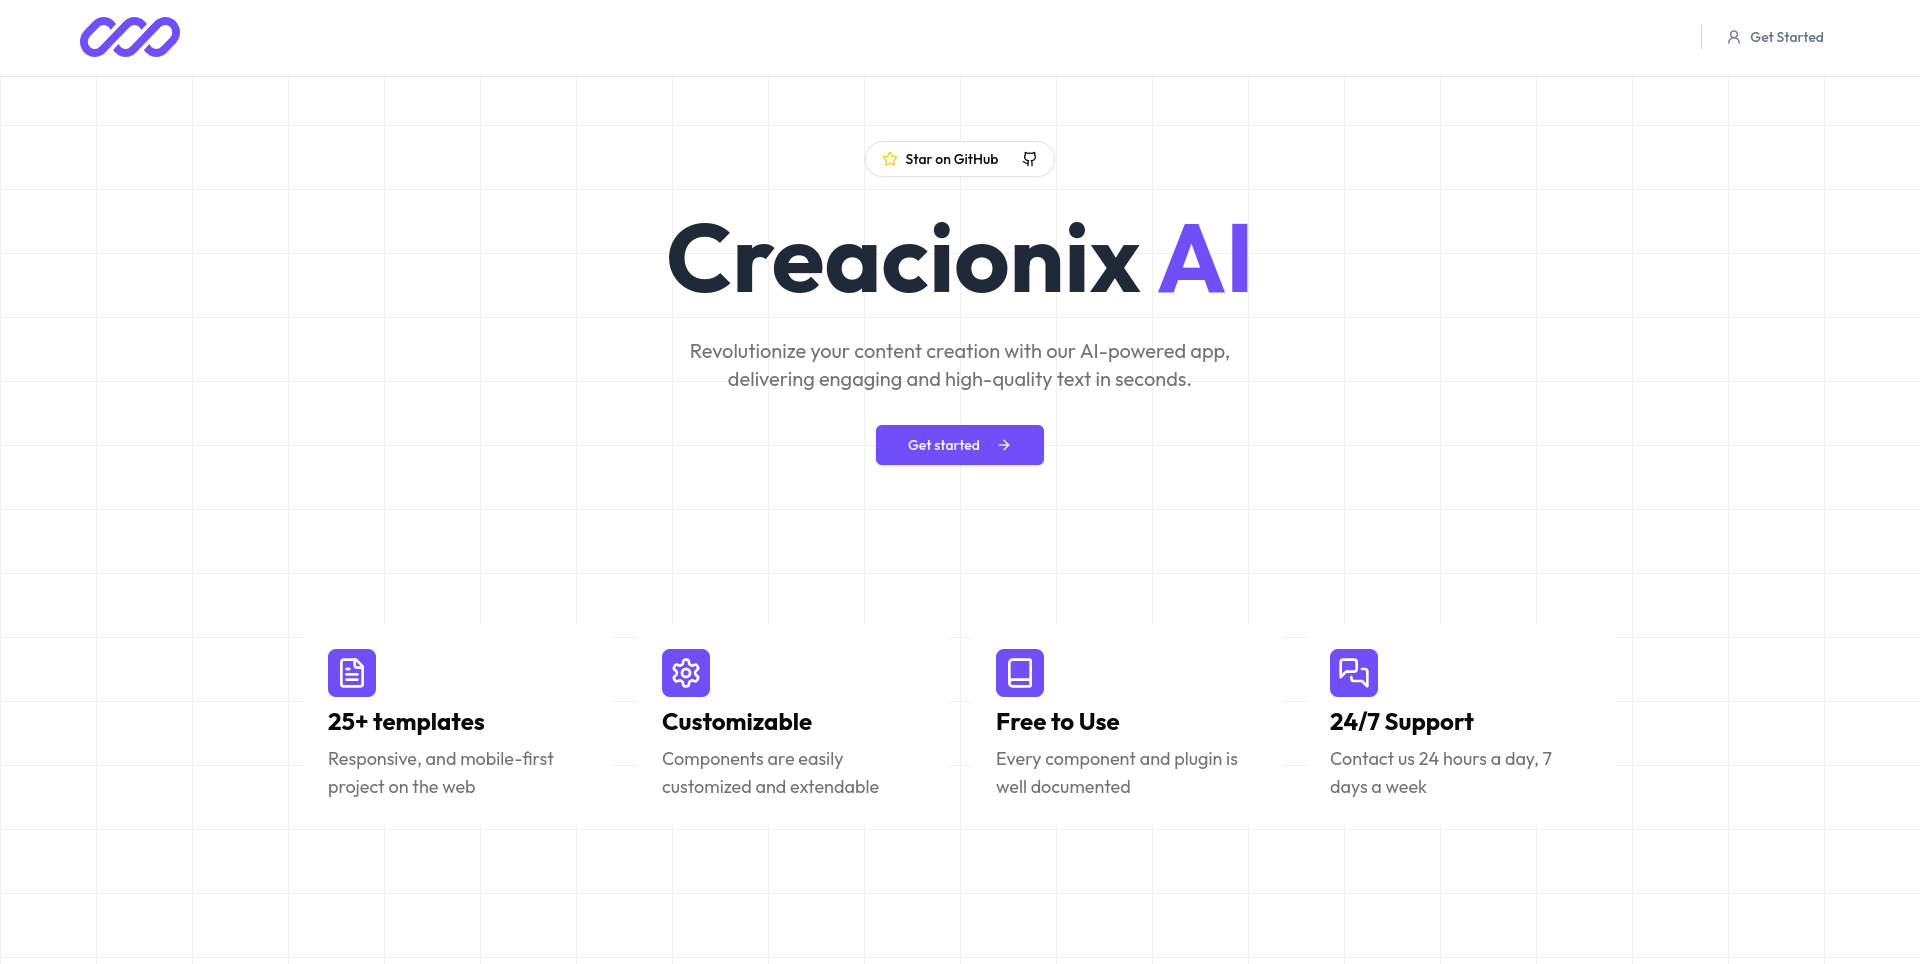 Get Started
Star on GitHub
Creacionix AI
Revolutionize your content creation with our AI-powered app,
delivering engaging and high-quality text in seconds.
Get started
25+ templates
Responsive, and mobile-first
project on the web
Customizable
Components are easily
customized and extendable
Free to Use
Every component and plugin is
well documented
24/7 Support
Contact us 24 hours a day, 7
days a week